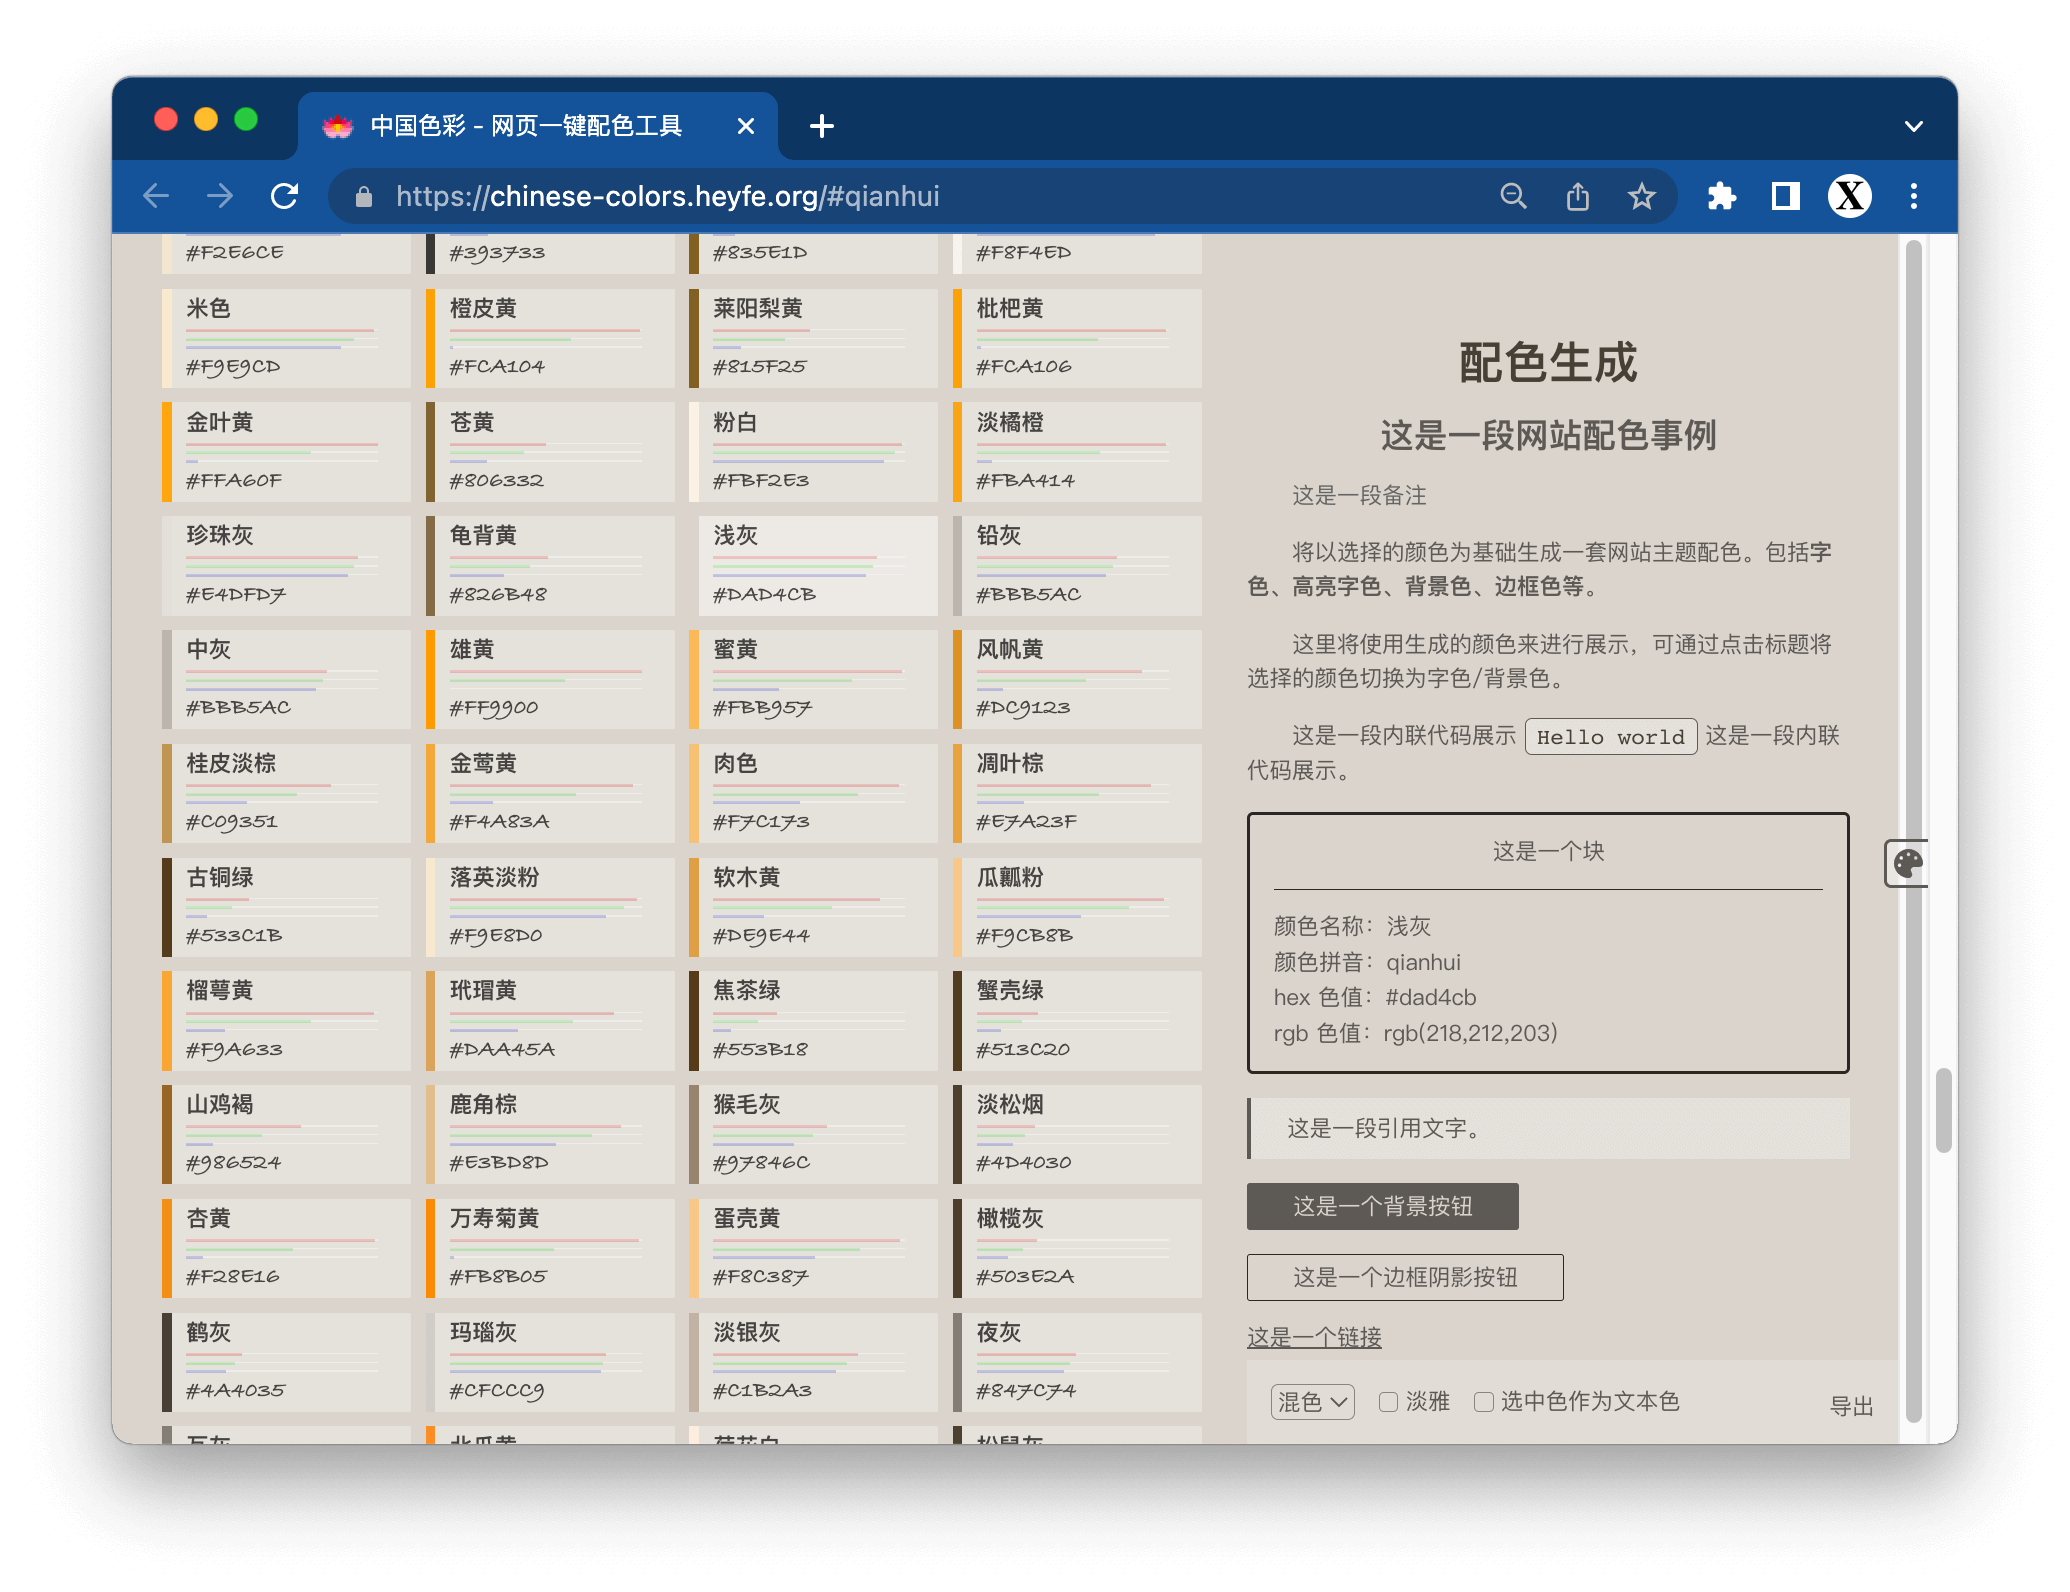 中国色彩 - 网页一键配色工具
https://chinese-colors.heyfe.org/#qianhui
#F2E6CE
#393733
#835E1D
#F8F4ED
米色
#F9E9CD
橙皮黄
#FCA104
莱阳梨黄
#815F25
枇杷黄
#FCA106
金叶黄
#FFA60F
苍黄
#806332
粉白
#FBF2E3
淡橘橙
#FBA414
珍珠灰
#E4DFD7
龟背黄
#826B48
浅灰
#DAD4CB
铅灰
#BBB5AC
中灰
#BBB5AC
雄黄
#FF9900
蜜黄
#FBB957
风帆黄
#DC9123
桂皮淡棕
#C09351
金莺黄
#F4A83A
肉色
#F7C173
凋叶棕
#E7A23F
古铜绿
#533C1B
落英淡粉
#F9E8D0
软木黄
#DE9E44
瓜瓤粉
#F9CB8B
榴萼黄
#F9A633
玳瑁黄
#DAA45A
焦茶绿
#553B18
蟹壳绿
#513C20
山鸡褐
#986524
鹿角棕
#E3BD8D
猴毛灰
#97846C
淡松烟
#4D4030
杏黄
#F28E16
万寿菊黄
#FB8B05
蛋壳黄
#F8C387
橄榄灰
#503E2A
鹤灰
#4A4035
玛瑙灰
#CFCCC9
淡银灰
#C1B2A3
夜灰
#847C74
配色生成
这是一段网站配色事例
这是一段备注
将以选择的颜色为基础生成一套网站主题配色。包括字
色、高亮字色、背景色、边框色等。
这里将使用生成的颜色来进行展示，可通过点击标题将
选择的颜色切换为字色/背景色。
这是一段内联代码展示 Hello world 这是一段内联
代码展示。
这是一个块
颜色名称：浅灰
颜色拼音：qianhui
hex 色值：#dad4cb
rgb 色值：rgb(218,212,203)
这是一段引用文字。
这是一个背景按钮
这是一个边框阴影按钮
这是一个链接
混色
淡雅
选中色作为文本色
导出